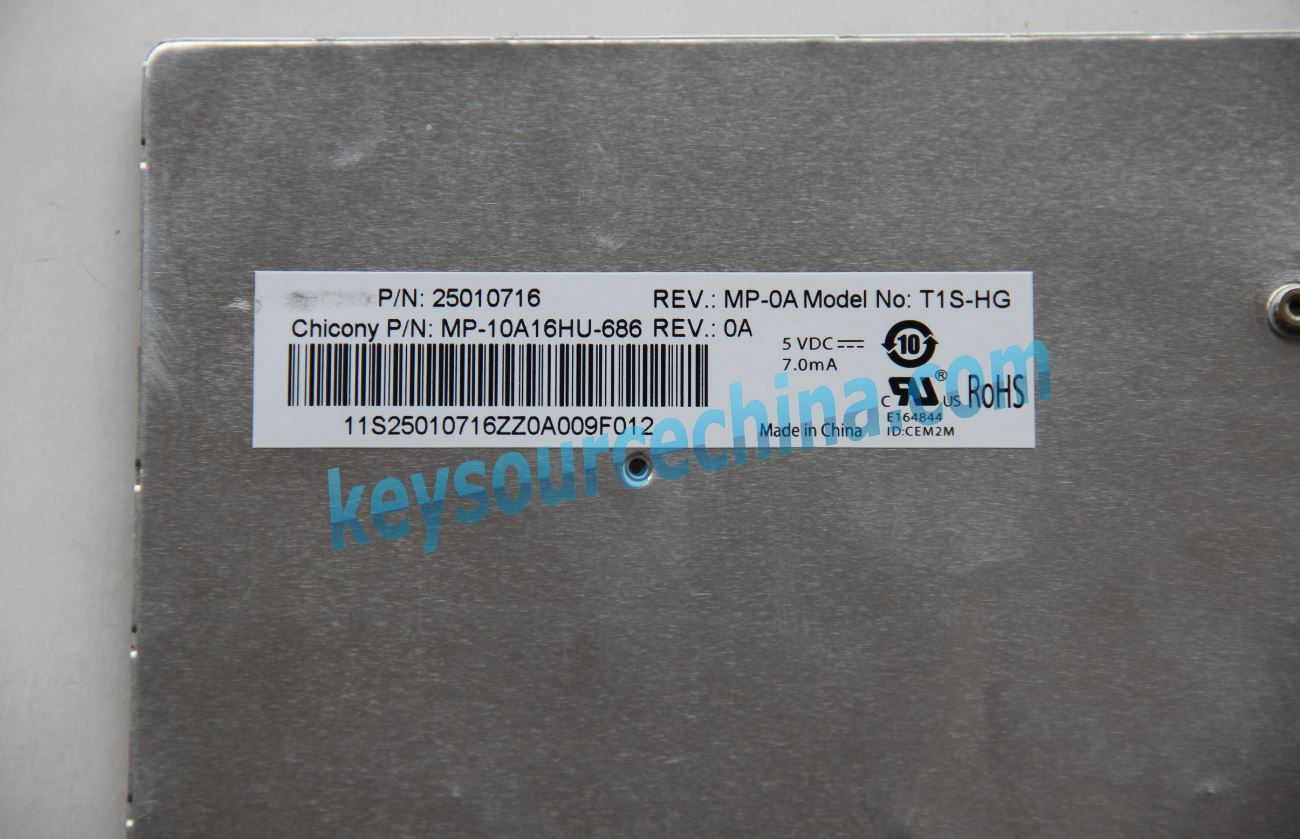 P/N: 25010716 REV.: MP-0A Model No: T1S-HG
Chicony P/N: MP-10A16HU-686 REV.: 0A
5 VDC
7.0mA
10
11S25010716ZZ0A009F012
Made in China
C RU ® US RoHS
E164844
ID:CEM2M
keysourcechina.com